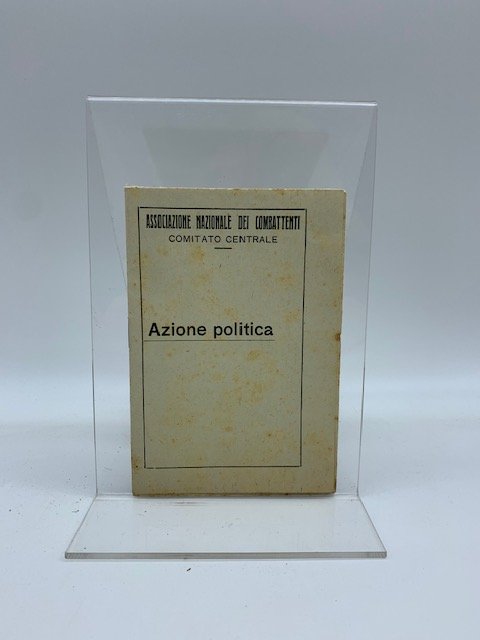 ASSOCIAZIONE NAZIONALE DEI COMBATTENTI
COMITATO CENTRALE
Azione politica